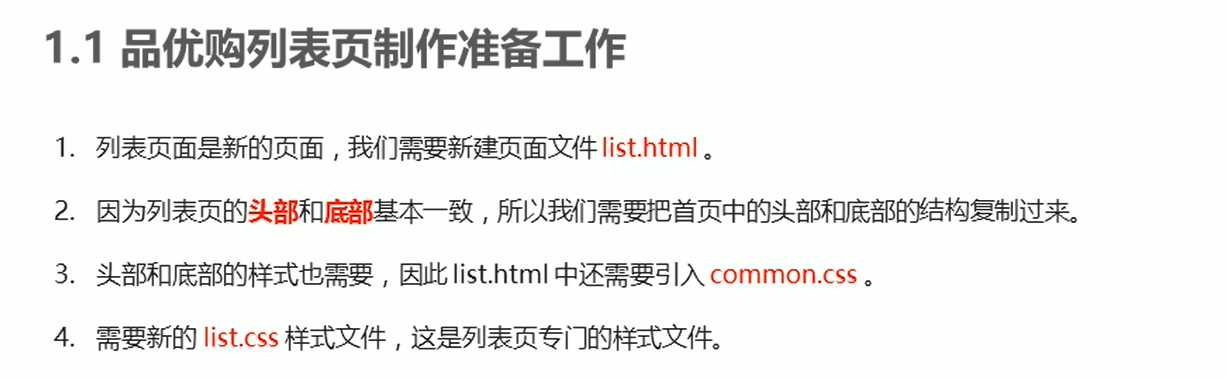 1.1 品优购列表页制作准备工作
1. 列表页面是新的页面，我们需要新建页面文件 list.html 。
2. 因为列表页的头部和底部基本一致，所以我们需要把首页中的头部和底部的结构复制过来。
3. 头部和底部的样式也需要，因此 list.html 中还需要引入 common.css 。
4. 需要新的 list.css 样式文件，这是列表页专门的样式文件。